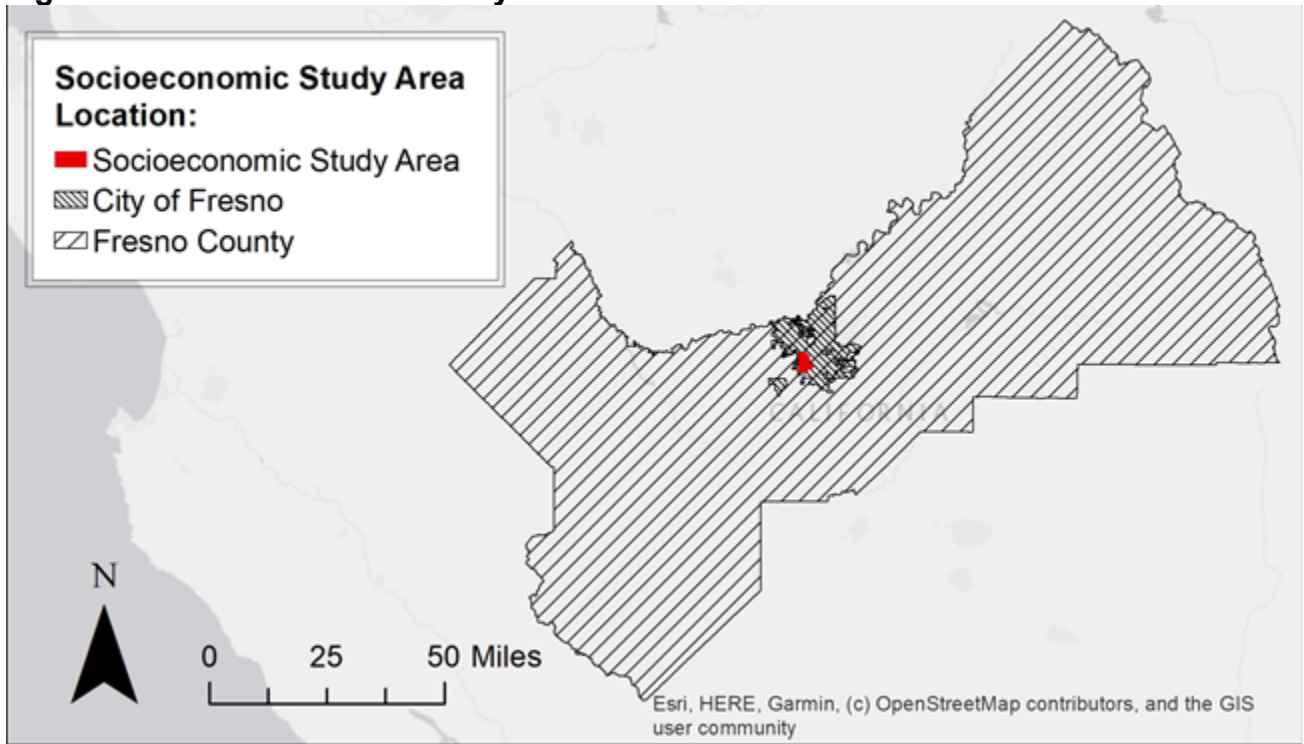 Socioeconomic Study Area
Location:
Socioeconomic Study Area
City of Fresno
Fresno County
CALIFORNIA
N
0 25 50 Miles
Esri, HERE, Garmin, (c) OpenStreetMap contributors, and the GIS
user community